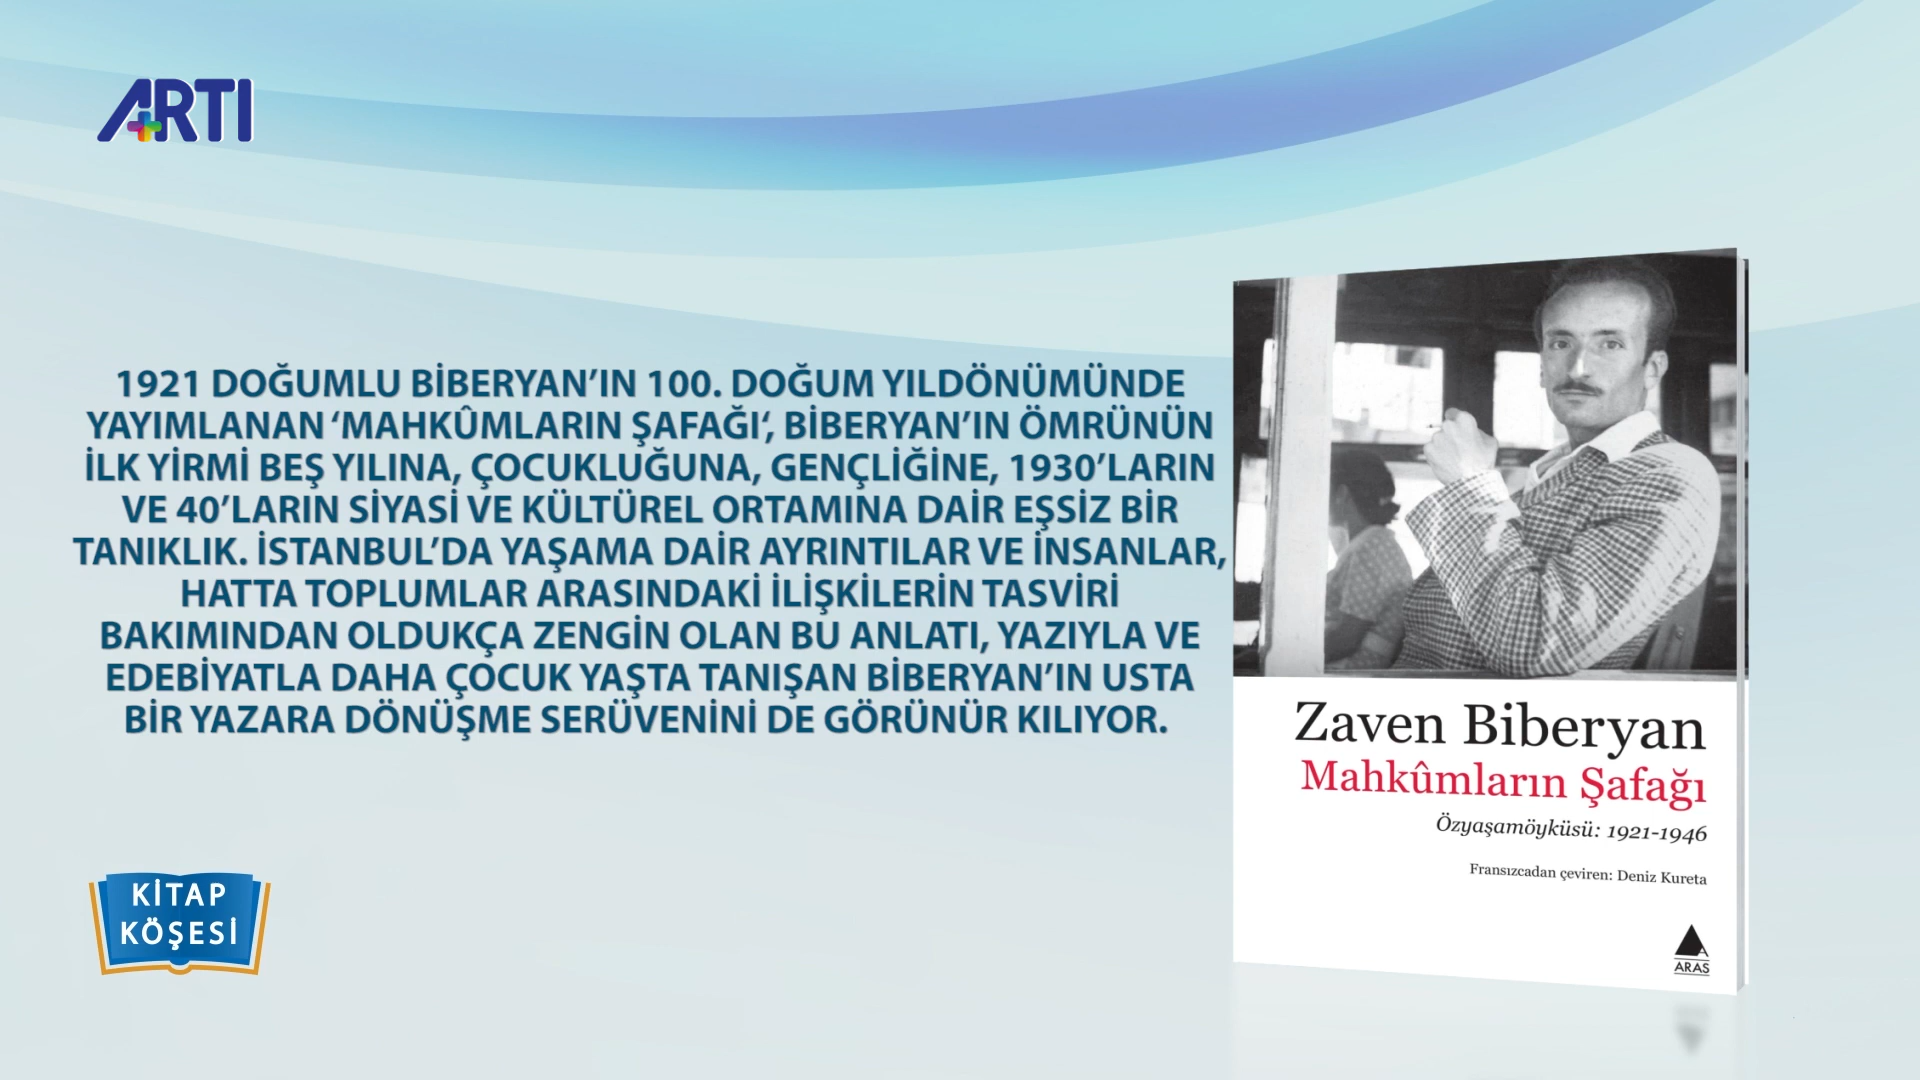 ARTI
1921 DOĞUMLU BİBERYAN’IN 100. DOĞUM YILDÖNÜMÜNDE
YAYIMLANAN ‘MAHKÛMLARIN ŞAFAĞI‘, BİBERYAN’IN ÖMRÜNÜN
İLK YİRMİ BEŞ YILINA, ÇOCUKLUĞUNA, GENÇLİĞİNE, 1930’LARIN
VE 40’LARIN SİYASİ VE KÜLTÜREL ORTAMINA DAİR EŞSİZ BİR
TANIKLIK. İSTANBUL’DA YAŞAMA DAİR AYRINTILAR VE İNSANLAR,
HATTA TOPLUMLAR ARASINDAKİ İLİŞKİLERİN TASVİRİ
BAKIMINDAN OLDUKÇA ZENGİN OLAN BU ANLATI, YAZIYLA VE
EDEBİYATLA DAHA ÇOCUK YAŞTA TANIŞAN BİBERYAN’IN USTA
BİR YAZARA DÖNÜŞME SERÜVENİNİ DE GÖRÜNÜR KILIYOR.
Zaven Biberyan
Mahkûmların Şafağı
Özyaşamöyküsü: 1921-1946
Fransızcadan çeviren: Deniz Kureta
ARAS
KİTAP
KÖŞESİ